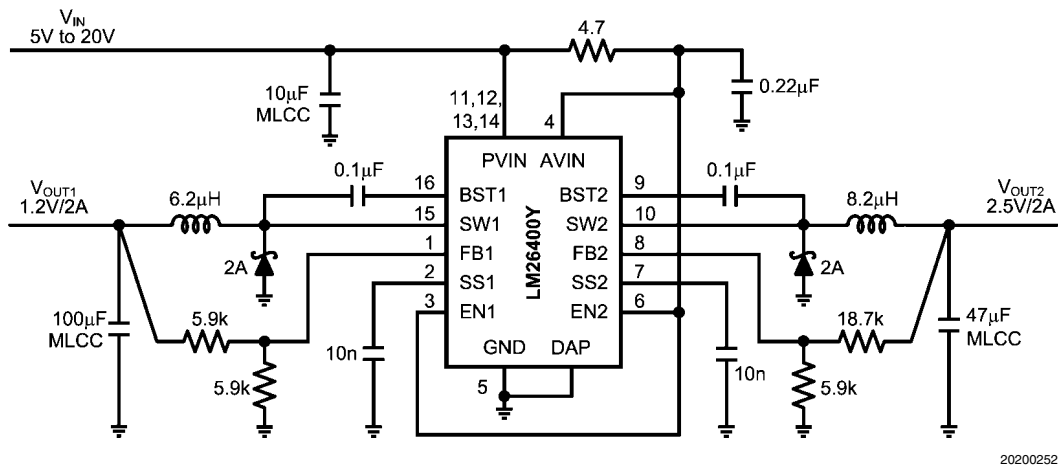 V_IN
5V to 20V
4.7
10µF
MLCC
11,12,
13,14
4
0.22µF
PVIN AVIN
LM26400Y
V_OUT1
1.2V/2A
6.2µH
0.1µF
16 BST1
15 SW1
1 FB1
2 SS1
3 EN1
BST2 9
SW2 10
FB2 8
SS2 7
EN2 6
0.1µF
8.2µH
V_OUT2
2.5V/2A
2A
2A
100µF
MLCC
5.9k
5.9k
10n
GND DAP
5
10n
18.7k
5.9k
47µF
MLCC
20200252